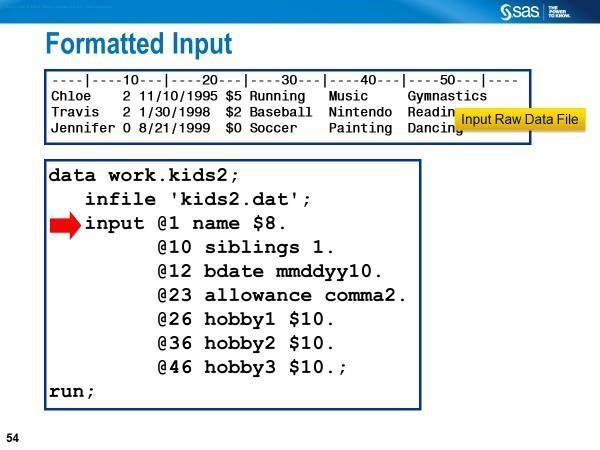 sas | THE POWER TO KNOW.
Formatted Input
----|----10---|----20---|----30---|----40---|----50---|----
Chloe    2 11/10/1995 $5 Running   Music     Gymnastics
Travis   2 1/30/1998  $2 Baseball  Nintendo  Readin
Jennifer 0 8/21/1999  $0 Soccer    Painting  Dancing
Input Raw Data File
data work.kids2;
   infile 'kids2.dat';
   input @1 name $8.
         @10 siblings 1.
         @12 bdate mmddyy10.
         @23 allowance comma2.
         @26 hobby1 $10.
         @36 hobby2 $10.
         @46 hobby3 $10.;
run;
54